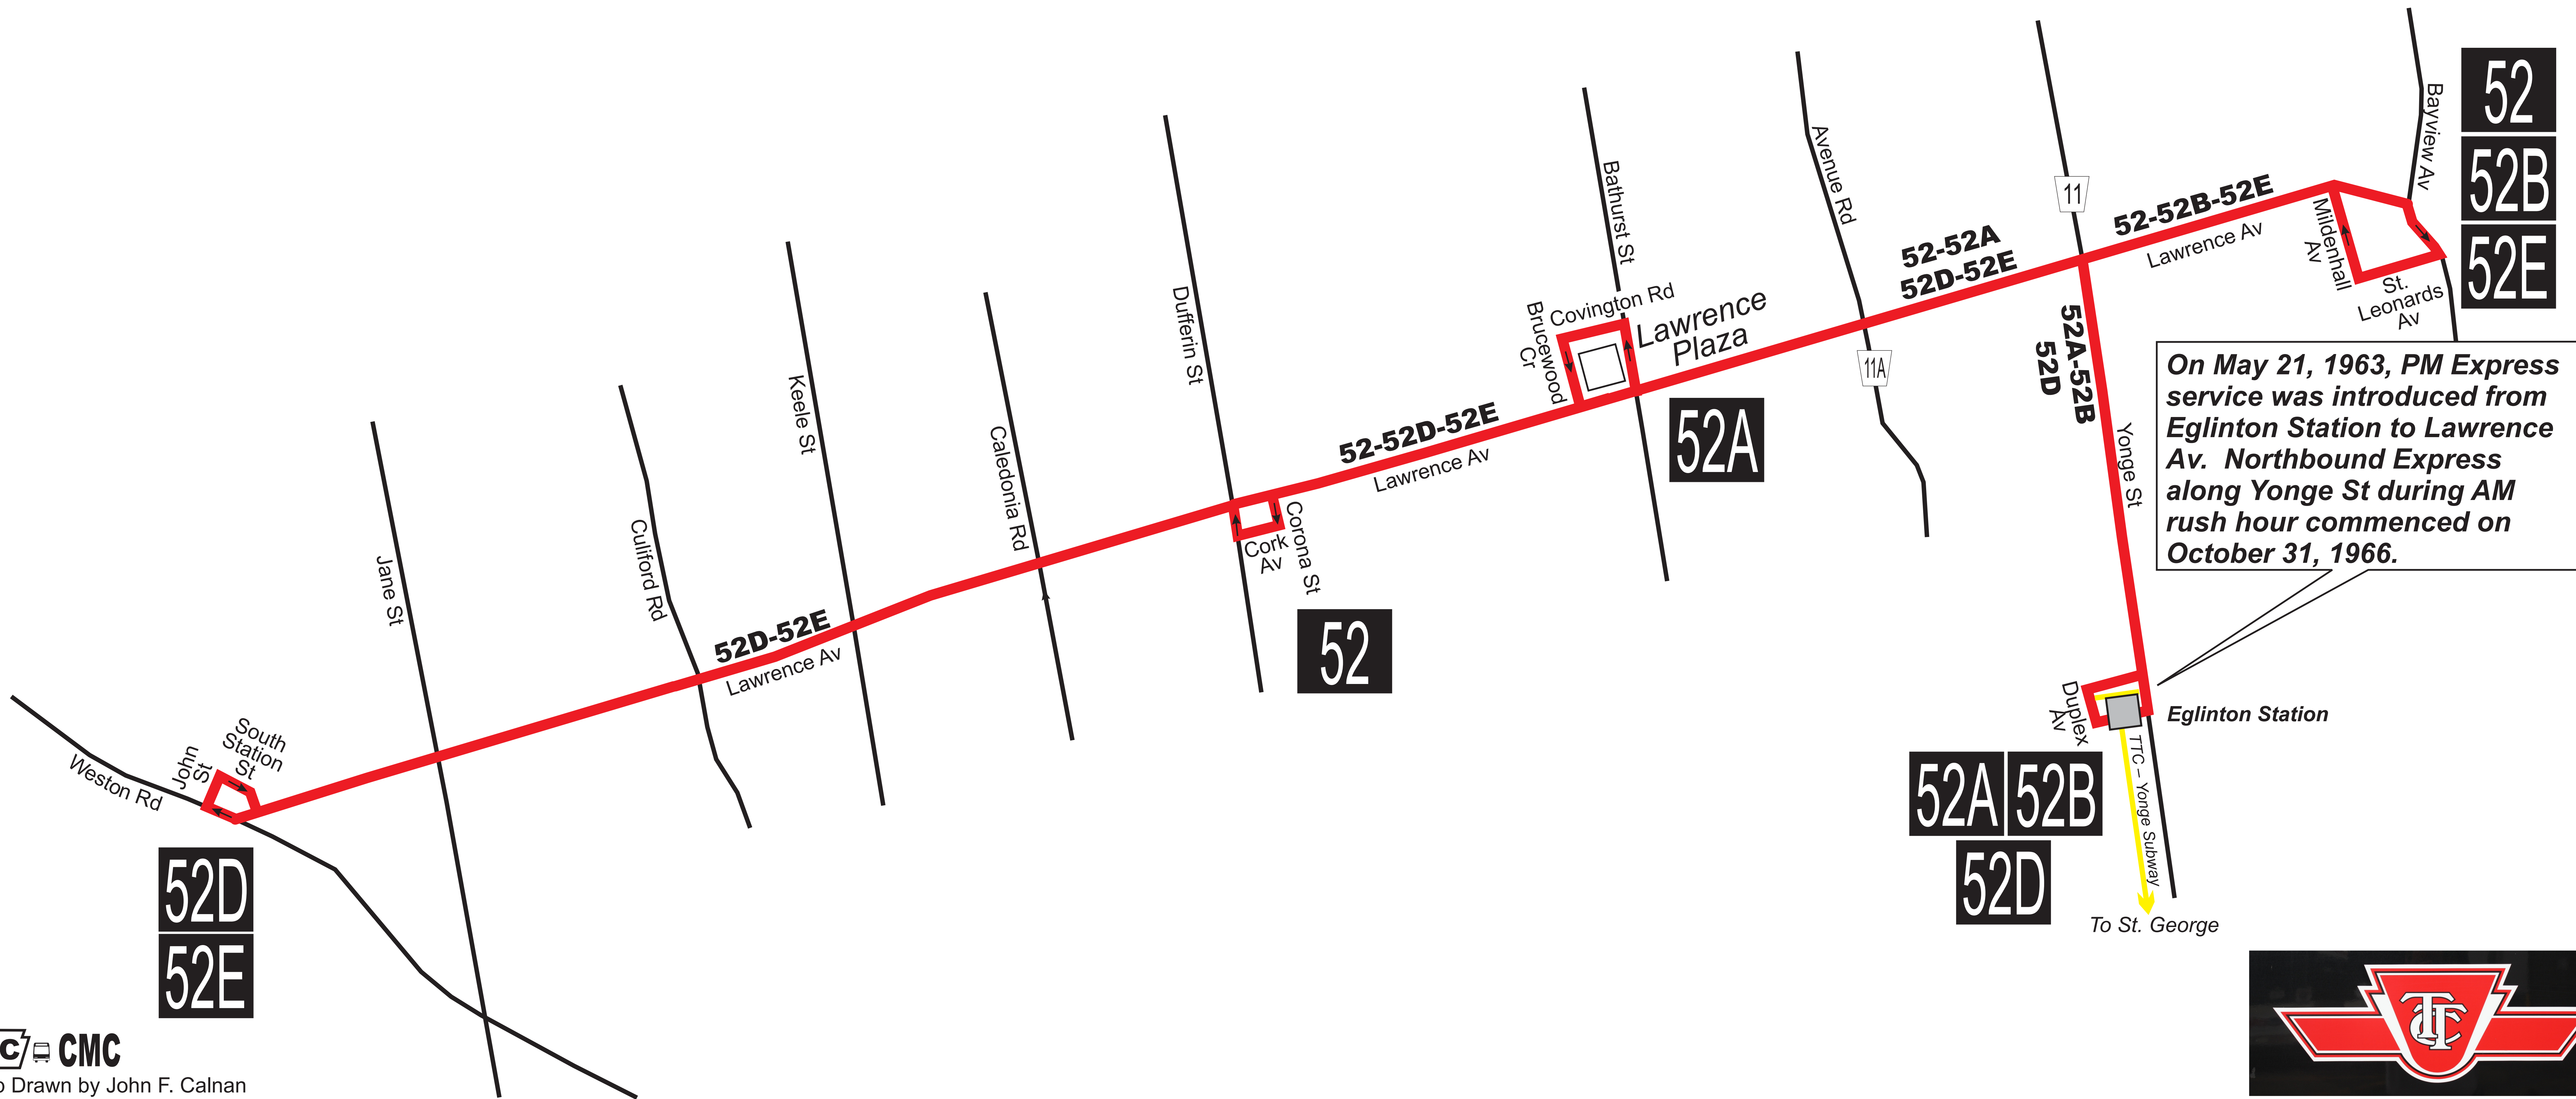 Bayview Av
52
52B
52E
Avenue Rd
Bathurst St
11
52-52B-52E
Lawrence Av
Mildenhall
Av
St.
Leonards
Av
52-52A
52D-52E
Covington Rd
Brucewood
Cr
Lawrence
Plaza
11A
52A
Dufferin St
52A-52B
52D
Yonge St
On May 21, 1963, PM Express
service was introduced from
Eglinton Station to Lawrence
Av. Northbound Express
along Yonge St during AM
rush hour commenced on
October 31, 1966.
Keele St
Caledonia Rd
52-52D-52E
Lawrence Av
Cork
Av
Corona St
52
Culiford Rd
Jane St
52D-52E
Lawrence Av
Duplex
Av
Eglinton Station
TTC – Yonge Subway
To St. George
52A
52B
52D
Weston Rd
John
St
South
Station
St
52D
52E
C
CMC
Drawn by John F. Calnan
TTC